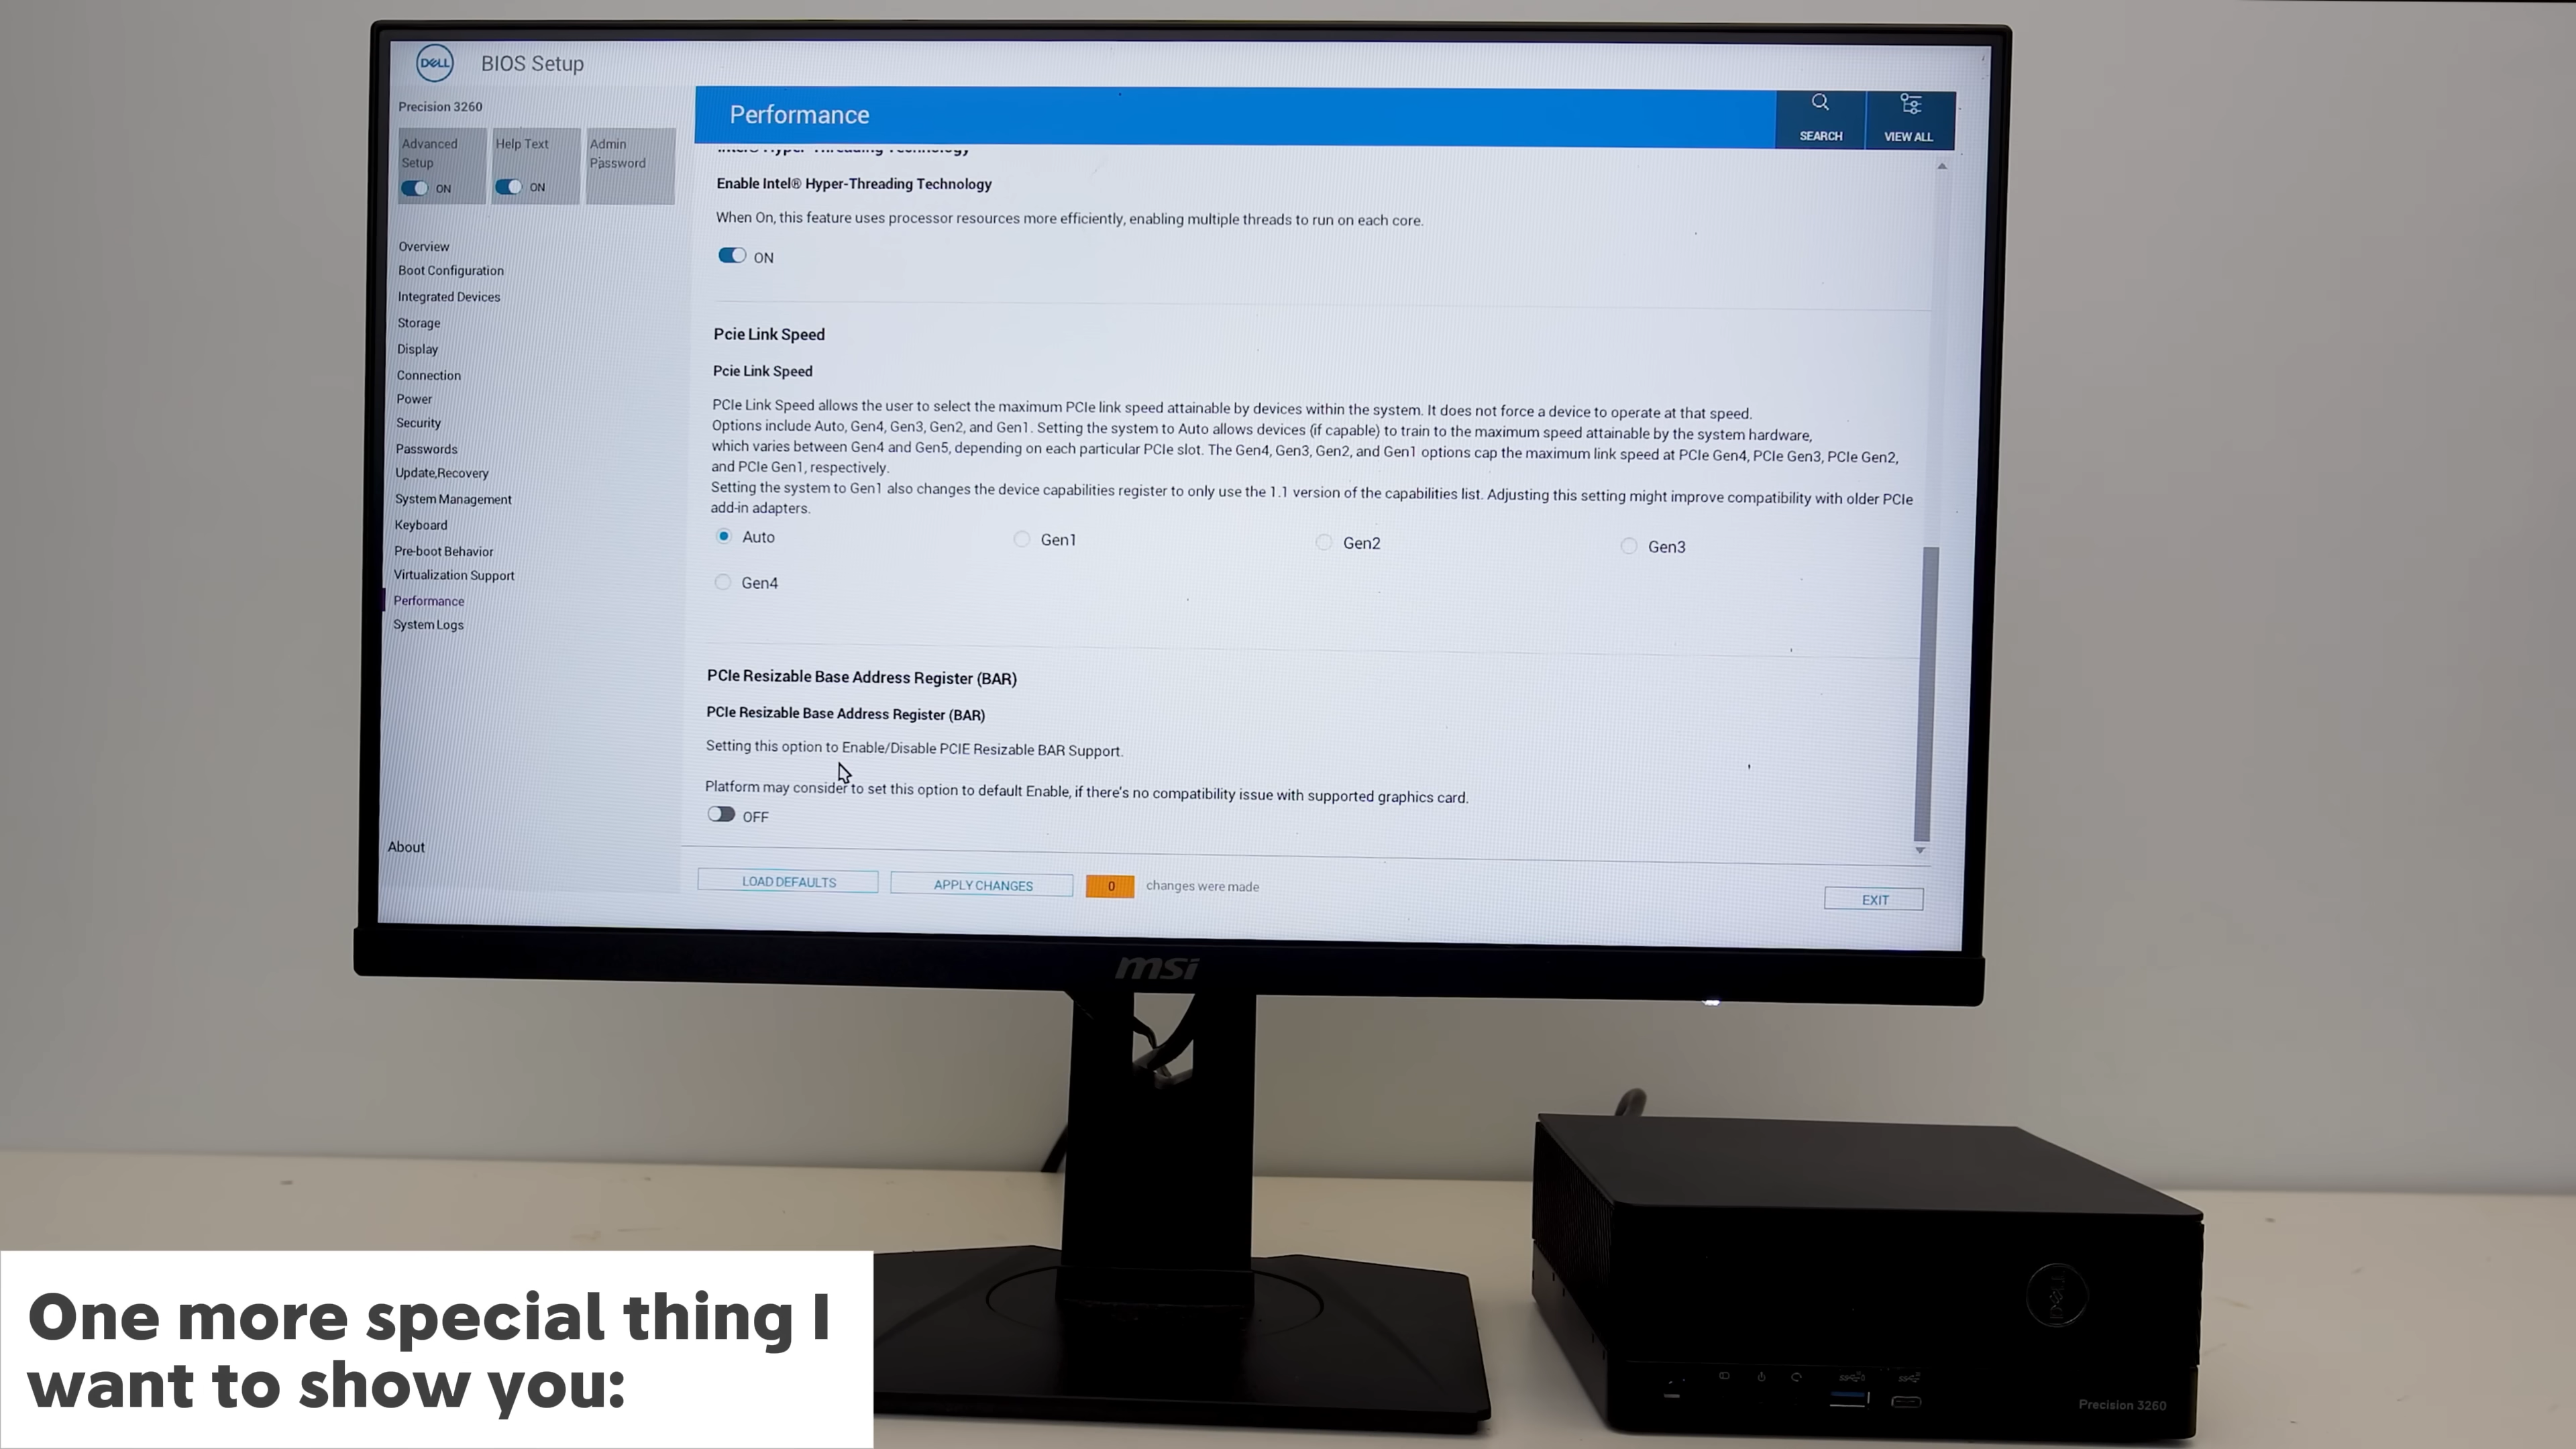 DELL
BIOS Setup
Precision 3260
Advanced
Setup
ON
Help Text
ON
Admin
Password
Overview
Boot Configuration
Integrated Devices
Storage
Display
Connection
Power
Security
Passwords
Update,Recovery
System Management
Keyboard
Pre-boot Behavior
Virtualization Support
Performance
System Logs
About
Performance
SEARCH
VIEW ALL
Intel® Hyper-Threading Technology
Enable Intel® Hyper-Threading Technology
When On, this feature uses processor resources more efficiently, enabling multiple threads to run on each core.
ON
Pcie Link Speed
Pcie Link Speed
PCIe Link Speed allows the user to select the maximum PCIe link speed attainable by devices within the system. It does not force a device to operate at that speed.
Options include Auto, Gen4, Gen3, Gen2, and Gen1. Setting the system to Auto allows devices (if capable) to train to the maximum speed attainable by the system hardware,
which varies between Gen4 and Gen5, depending on each particular PCIe slot. The Gen4, Gen3, Gen2, and Gen1 options cap the maximum link speed at PCIe Gen4, PCIe Gen3, PCIe Gen2,
and PCIe Gen1, respectively.
Setting the system to Gen1 also changes the device capabilities register to only use the 1.1 version of the capabilities list. Adjusting this setting might improve compatibility with older PCIe
add-in adapters.
Auto
Gen1
Gen2
Gen3
Gen4
PCIe Resizable Base Address Register (BAR)
PCIe Resizable Base Address Register (BAR)
Setting this option to Enable/Disable PCIE Resizable BAR Support.
Platform may consider to set this option to default Enable, if there's no compatibility issue with supported graphics card.
OFF
LOAD DEFAULTS
APPLY CHANGES
0
changes were made
EXIT
msi
DELL
Precision 3260
One more special thing I
want to show you: